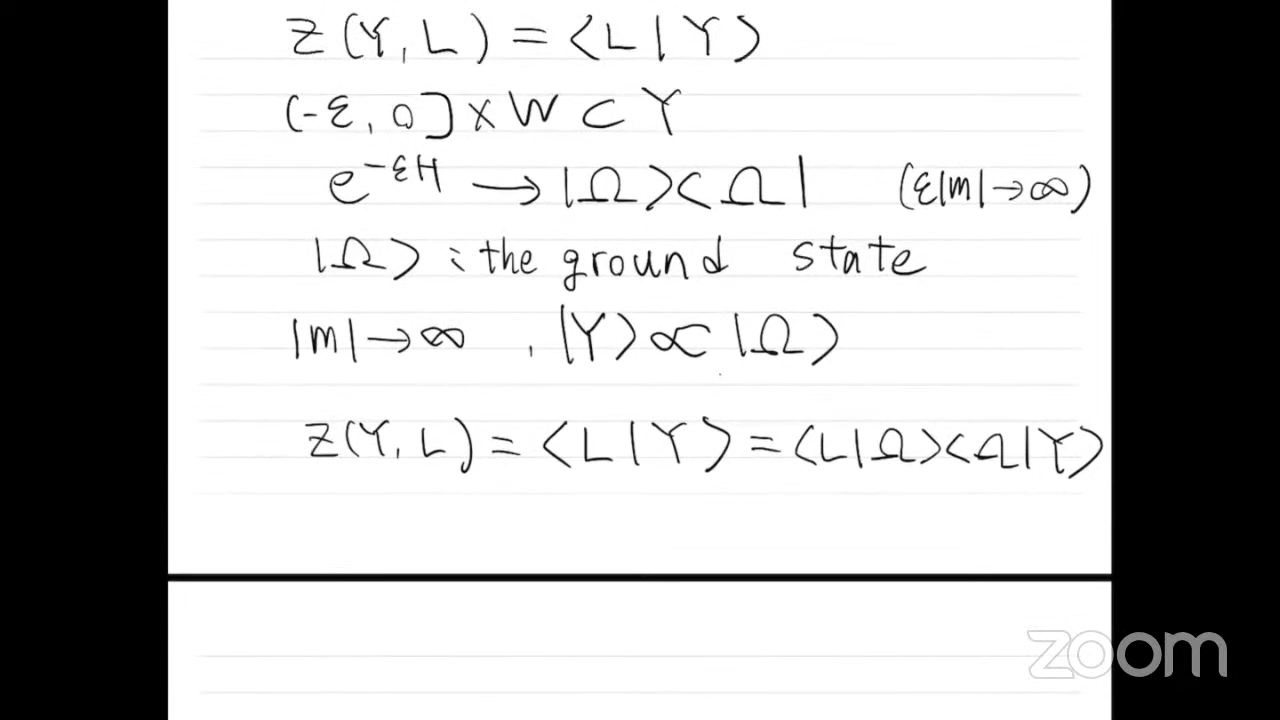 Z(Y, L) = ⟨L|Y⟩
(-ε, 0] × W ⊂ Y
e^{-εH} → |Ω⟩⟨Ω| (ε|m| → ∞)
|Ω⟩ : the ground state
|m| → ∞ , |Y⟩ ∝ |Ω⟩
Z(Y, L) = ⟨L|Y⟩ = ⟨L|Ω⟩⟨Ω|Y⟩
zoom